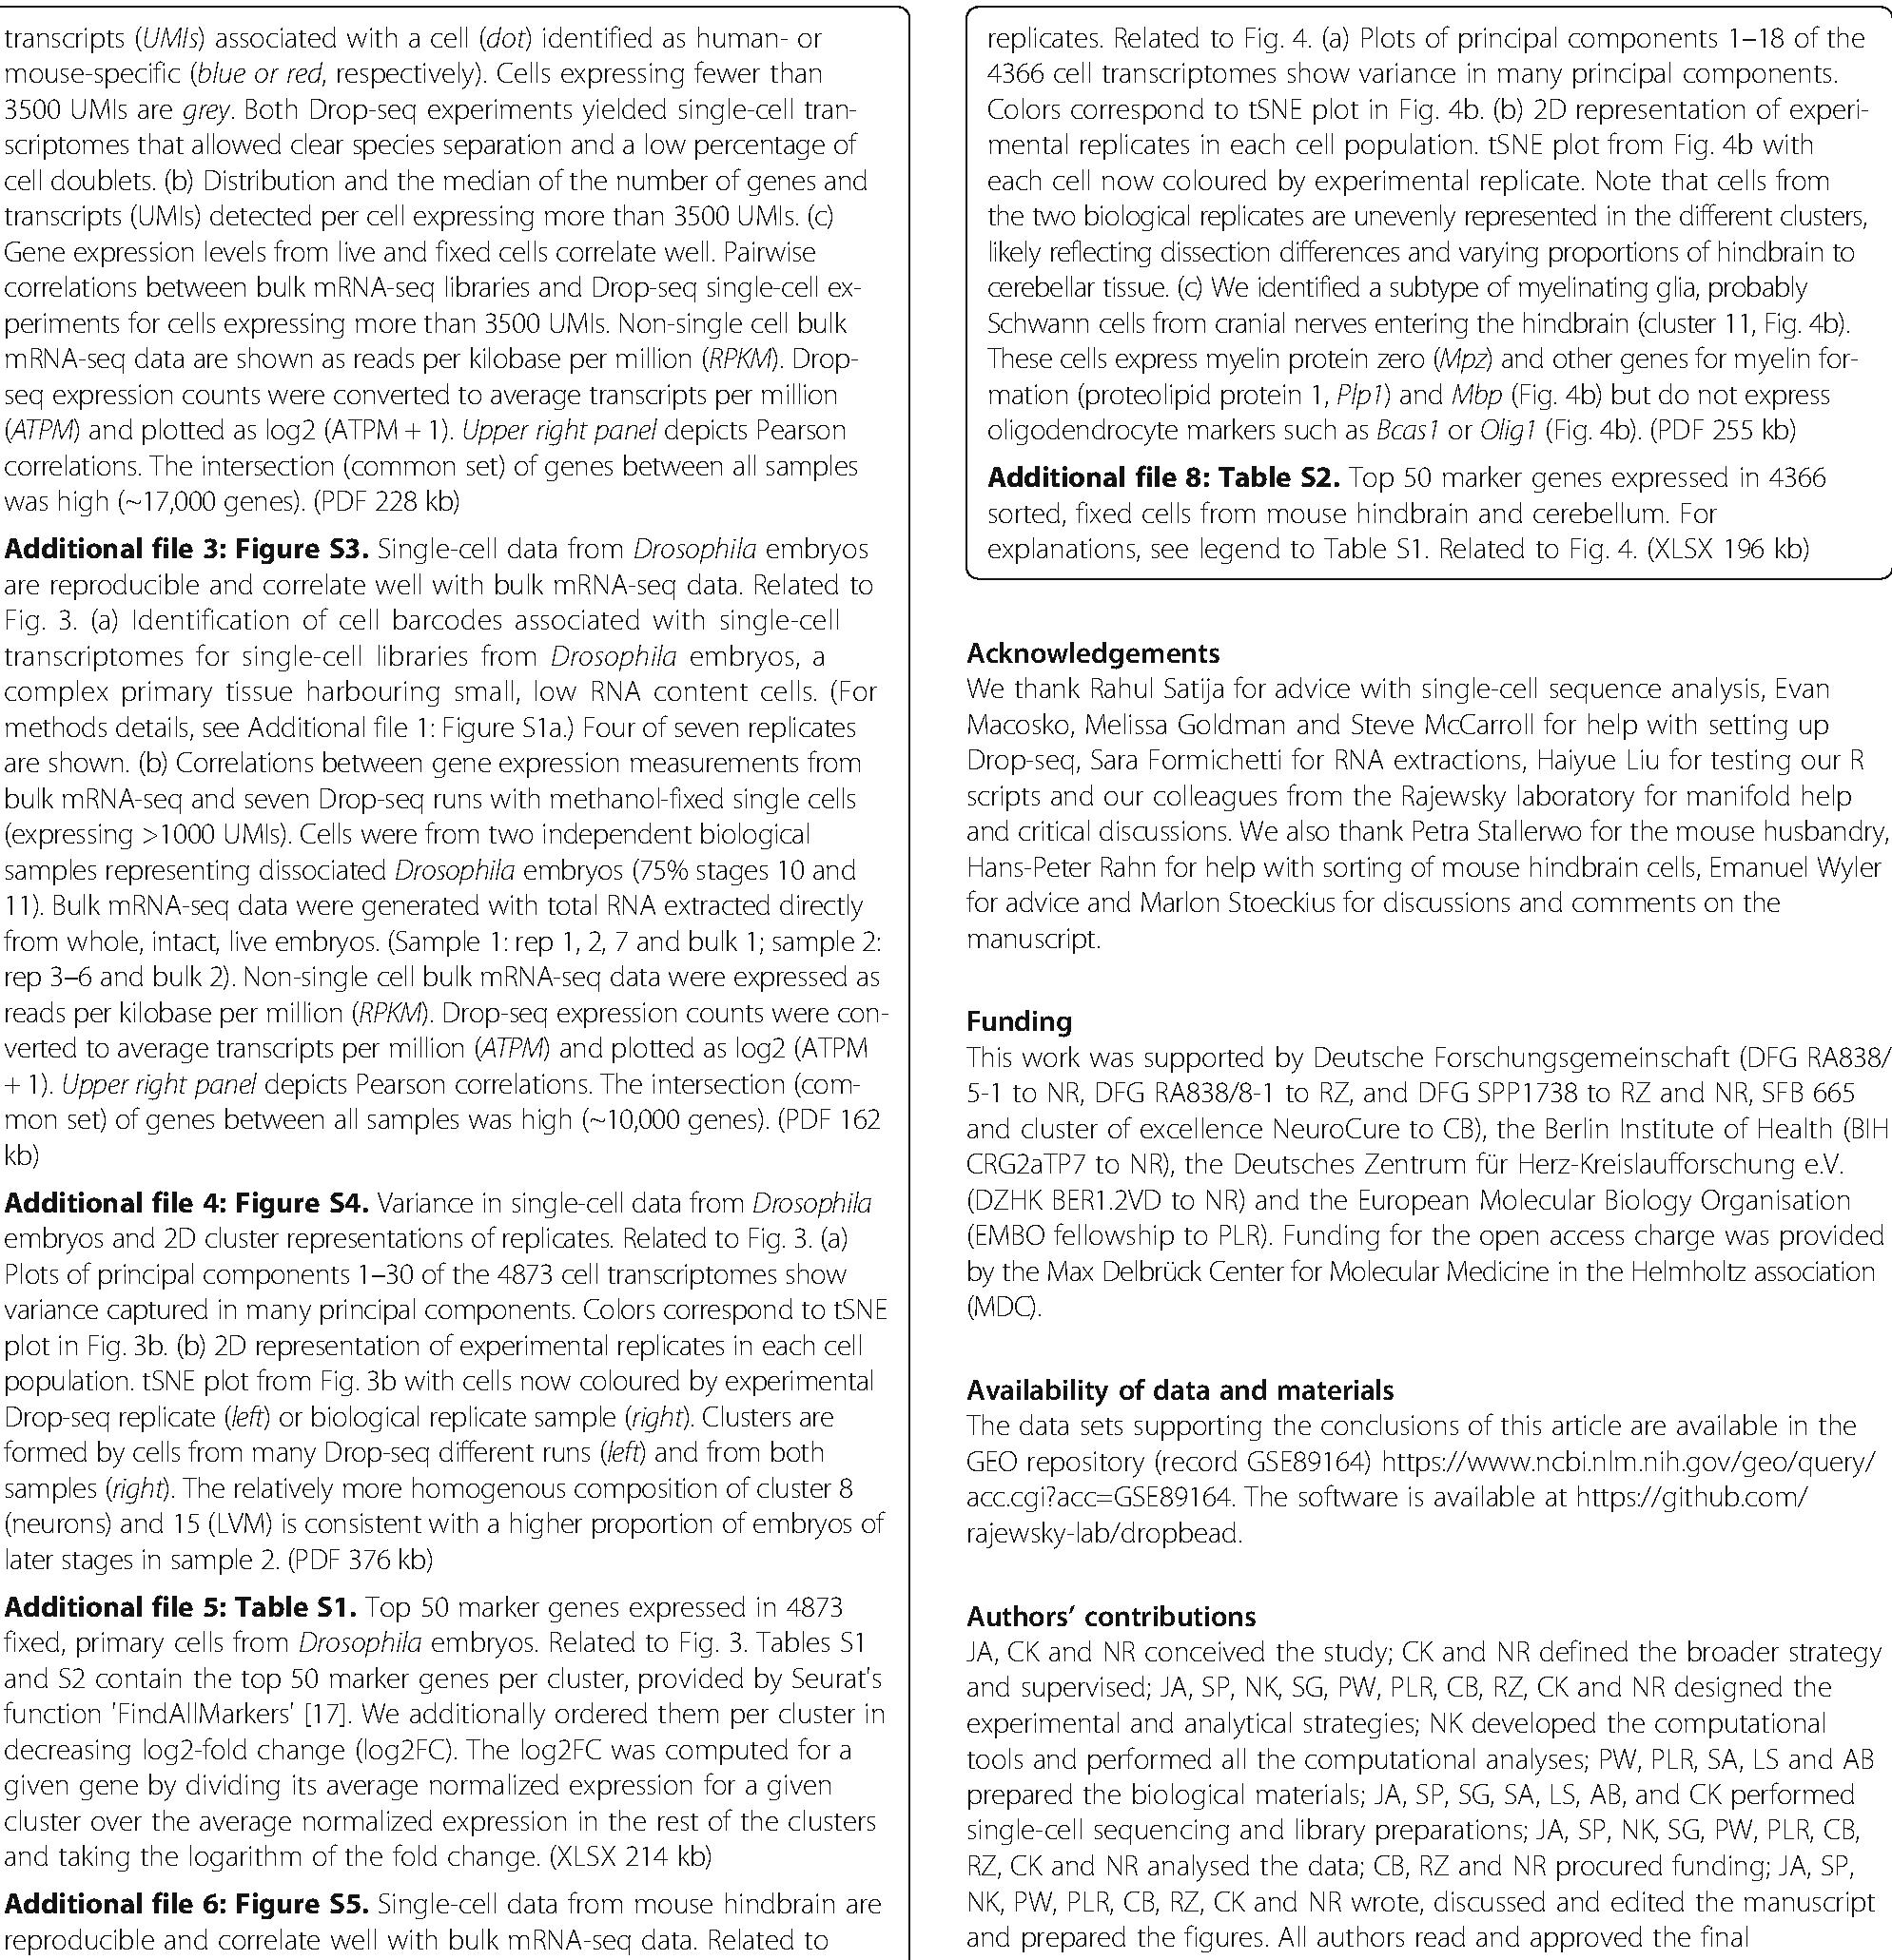 transcripts (UMIs) associated with a cell (dot) identified as human- or
mouse-specific (blue or red, respectively). Cells expressing fewer than
3500 UMIs are grey. Both Drop-seq experiments yielded single-cell tran-
scriptomes that allowed clear species separation and a low percentage of
cell doublets. (b) Distribution and the median of the number of genes and
transcripts (UMIs) detected per cell expressing more than 3500 UMIs. (c)
Gene expression levels from live and fixed cells correlate well. Pairwise
correlations between bulk mRNA-seq libraries and Drop-seq single-cell ex-
periments for cells expressing more than 3500 UMIs. Non-single cell bulk
mRNA-seq data are shown as reads per kilobase per million (RPKM). Drop-
seq expression counts were converted to average transcripts per million
(ATPM) and plotted as log2 (ATPM + 1). Upper right panel depicts Pearson
correlations. The intersection (common set) of genes between all samples
was high (~17,000 genes). (PDF 228 kb)
Additional file 3: Figure S3. Single-cell data from Drosophila embryos
are reproducible and correlate well with bulk mRNA-seq data. Related to
Fig. 3. (a) Identification of cell barcodes associated with single-cell
transcriptomes for single-cell libraries from Drosophila embryos, a
complex primary tissue harbouring small, low RNA content cells. (For
methods details, see Additional file 1: Figure S1a.) Four of seven replicates
are shown. (b) Correlations between gene expression measurements from
bulk mRNA-seq and seven Drop-seq runs with methanol-fixed single cells
(expressing >1000 UMIs). Cells were from two independent biological
samples representing dissociated Drosophila embryos (75% stages 10 and
11). Bulk mRNA-seq data were generated with total RNA extracted directly
from whole, intact, live embryos. (Sample 1: rep 1, 2, 7 and bulk 1; sample 2:
rep 3–6 and bulk 2). Non-single cell bulk mRNA-seq data were expressed as
reads per kilobase per million (RPKM). Drop-seq expression counts were con-
verted to average transcripts per million (ATPM) and plotted as log2 (ATPM
+ 1). Upper right panel depicts Pearson correlations. The intersection (com-
mon set) of genes between all samples was high (~10,000 genes). (PDF 162
kb)
Additional file 4: Figure S4. Variance in single-cell data from Drosophila
embryos and 2D cluster representations of replicates. Related to Fig. 3. (a)
Plots of principal components 1–30 of the 4873 cell transcriptomes show
variance captured in many principal components. Colors correspond to tSNE
plot in Fig. 3b. (b) 2D representation of experimental replicates in each cell
population. tSNE plot from Fig. 3b with cells now coloured by experimental
Drop-seq replicate (left) or biological replicate sample (right). Clusters are
formed by cells from many Drop-seq different runs (left) and from both
samples (right). The relatively more homogenous composition of cluster 8
(neurons) and 15 (LVM) is consistent with a higher proportion of embryos of
later stages in sample 2. (PDF 376 kb)
Additional file 5: Table S1. Top 50 marker genes expressed in 4873
fixed, primary cells from Drosophila embryos. Related to Fig. 3. Tables S1
and S2 contain the top 50 marker genes per cluster, provided by Seurat's
function 'FindAllMarkers' [17]. We additionally ordered them per cluster in
decreasing log2-fold change (log2FC). The log2FC was computed for a
given gene by dividing its average normalized expression for a given
cluster over the average normalized expression in the rest of the clusters
and taking the logarithm of the fold change. (XLSX 214 kb)
Additional file 6: Figure S5. Single-cell data from mouse hindbrain are
reproducible and correlate well with bulk mRNA-seq data. Related to
replicates. Related to Fig. 4. (a) Plots of principal components 1–18 of the
4366 cell transcriptomes show variance in many principal components.
Colors correspond to tSNE plot in Fig. 4b. (b) 2D representation of experi-
mental replicates in each cell population. tSNE plot from Fig. 4b with
each cell now coloured by experimental replicate. Note that cells from
the two biological replicates are unevenly represented in the different clusters,
likely reflecting dissection differences and varying proportions of hindbrain to
cerebellar tissue. (c) We identified a subtype of myelinating glia, probably
Schwann cells from cranial nerves entering the hindbrain (cluster 11, Fig. 4b).
These cells express myelin protein zero (Mpz) and other genes for myelin for-
mation (proteolipid protein 1, Plp1) and Mbp (Fig. 4b) but do not express
oligodendrocyte markers such as Bcas1 or Olig1 (Fig. 4b). (PDF 255 kb)
Additional file 8: Table S2. Top 50 marker genes expressed in 4366
sorted, fixed cells from mouse hindbrain and cerebellum. For
explanations, see legend to Table S1. Related to Fig. 4. (XLSX 196 kb)
Acknowledgements
We thank Rahul Satija for advice with single-cell sequence analysis, Evan
Macosko, Melissa Goldman and Steve McCarroll for help with setting up
Drop-seq, Sara Formichetti for RNA extractions, Haiyue Liu for testing our R
scripts and our colleagues from the Rajewsky laboratory for manifold help
and critical discussions. We also thank Petra Stallerwo for the mouse husbandry,
Hans-Peter Rahn for help with sorting of mouse hindbrain cells, Emanuel Wyler
for advice and Marlon Stoeckius for discussions and comments on the
manuscript.
Funding
This work was supported by Deutsche Forschungsgemeinschaft (DFG RA838/
5-1 to NR, DFG RA838/8-1 to RZ, and DFG SPP1738 to RZ and NR, SFB 665
and cluster of excellence NeuroCure to CB), the Berlin Institute of Health (BIH
CRG2aTP7 to NR), the Deutsches Zentrum für Herz-Kreislaufforschung e.V.
(DZHK BER1.2VD to NR) and the European Molecular Biology Organisation
(EMBO fellowship to PLR). Funding for the open access charge was provided
by the Max Delbrück Center for Molecular Medicine in the Helmholtz association
(MDC).
Availability of data and materials
The data sets supporting the conclusions of this article are available in the
GEO repository (record GSE89164) https://www.ncbi.nlm.nih.gov/geo/query/
acc.cgi?acc=GSE89164. The software is available at https://github.com/
rajewsky-lab/dropbead.
Authors' contributions
JA, CK and NR conceived the study; CK and NR defined the broader strategy
and supervised; JA, SP, NK, SG, PW, PLR, CB, RZ, CK and NR designed the
experimental and analytical strategies; NK developed the computational
tools and performed all the computational analyses; PW, PLR, SA, LS and AB
prepared the biological materials; JA, SP, SG, SA, LS, AB, and CK performed
single-cell sequencing and library preparations; JA, SP, NK, SG, PW, PLR, CB,
RZ, CK and NR analysed the data; CB, RZ and NR procured funding; JA, SP,
NK, PW, PLR, CB, RZ, CK and NR wrote, discussed and edited the manuscript
and prepared the figures. All authors read and approved the final